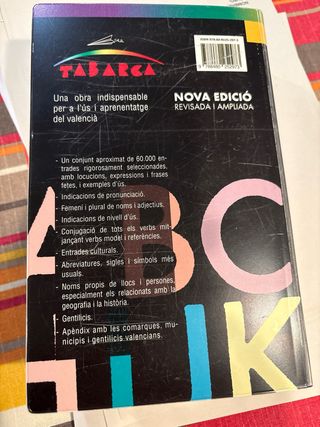 TABARCA
Una obra indispensable
per a l'ús i aprenentatge
del valencià
NOVA EDICIÓ
REVISADA I AMPLIADA
- Un conjunt aproximat de 60.000 en-
trades rigorosament seleccionades,
amb locucions, expressions i frases
fetes, i exemples d'ús.
- Indicacions de pronunciació.
- Femení i plural de noms i adjectius.
- Indicacions de nivell d'ús.
- Conjugació de tots els verbs mit-
jançant verbs model i referències.
- Entrades culturals.
- Abreviatures, sigles i símbols més
usuals.
- Noms propis de llocs i persones,
especialment els relacionats amb la
geografia i la història.
- Gentilicis.
- Apèndix amb les comarques, mu-
nicipis i gentilicis valencians.
ABC